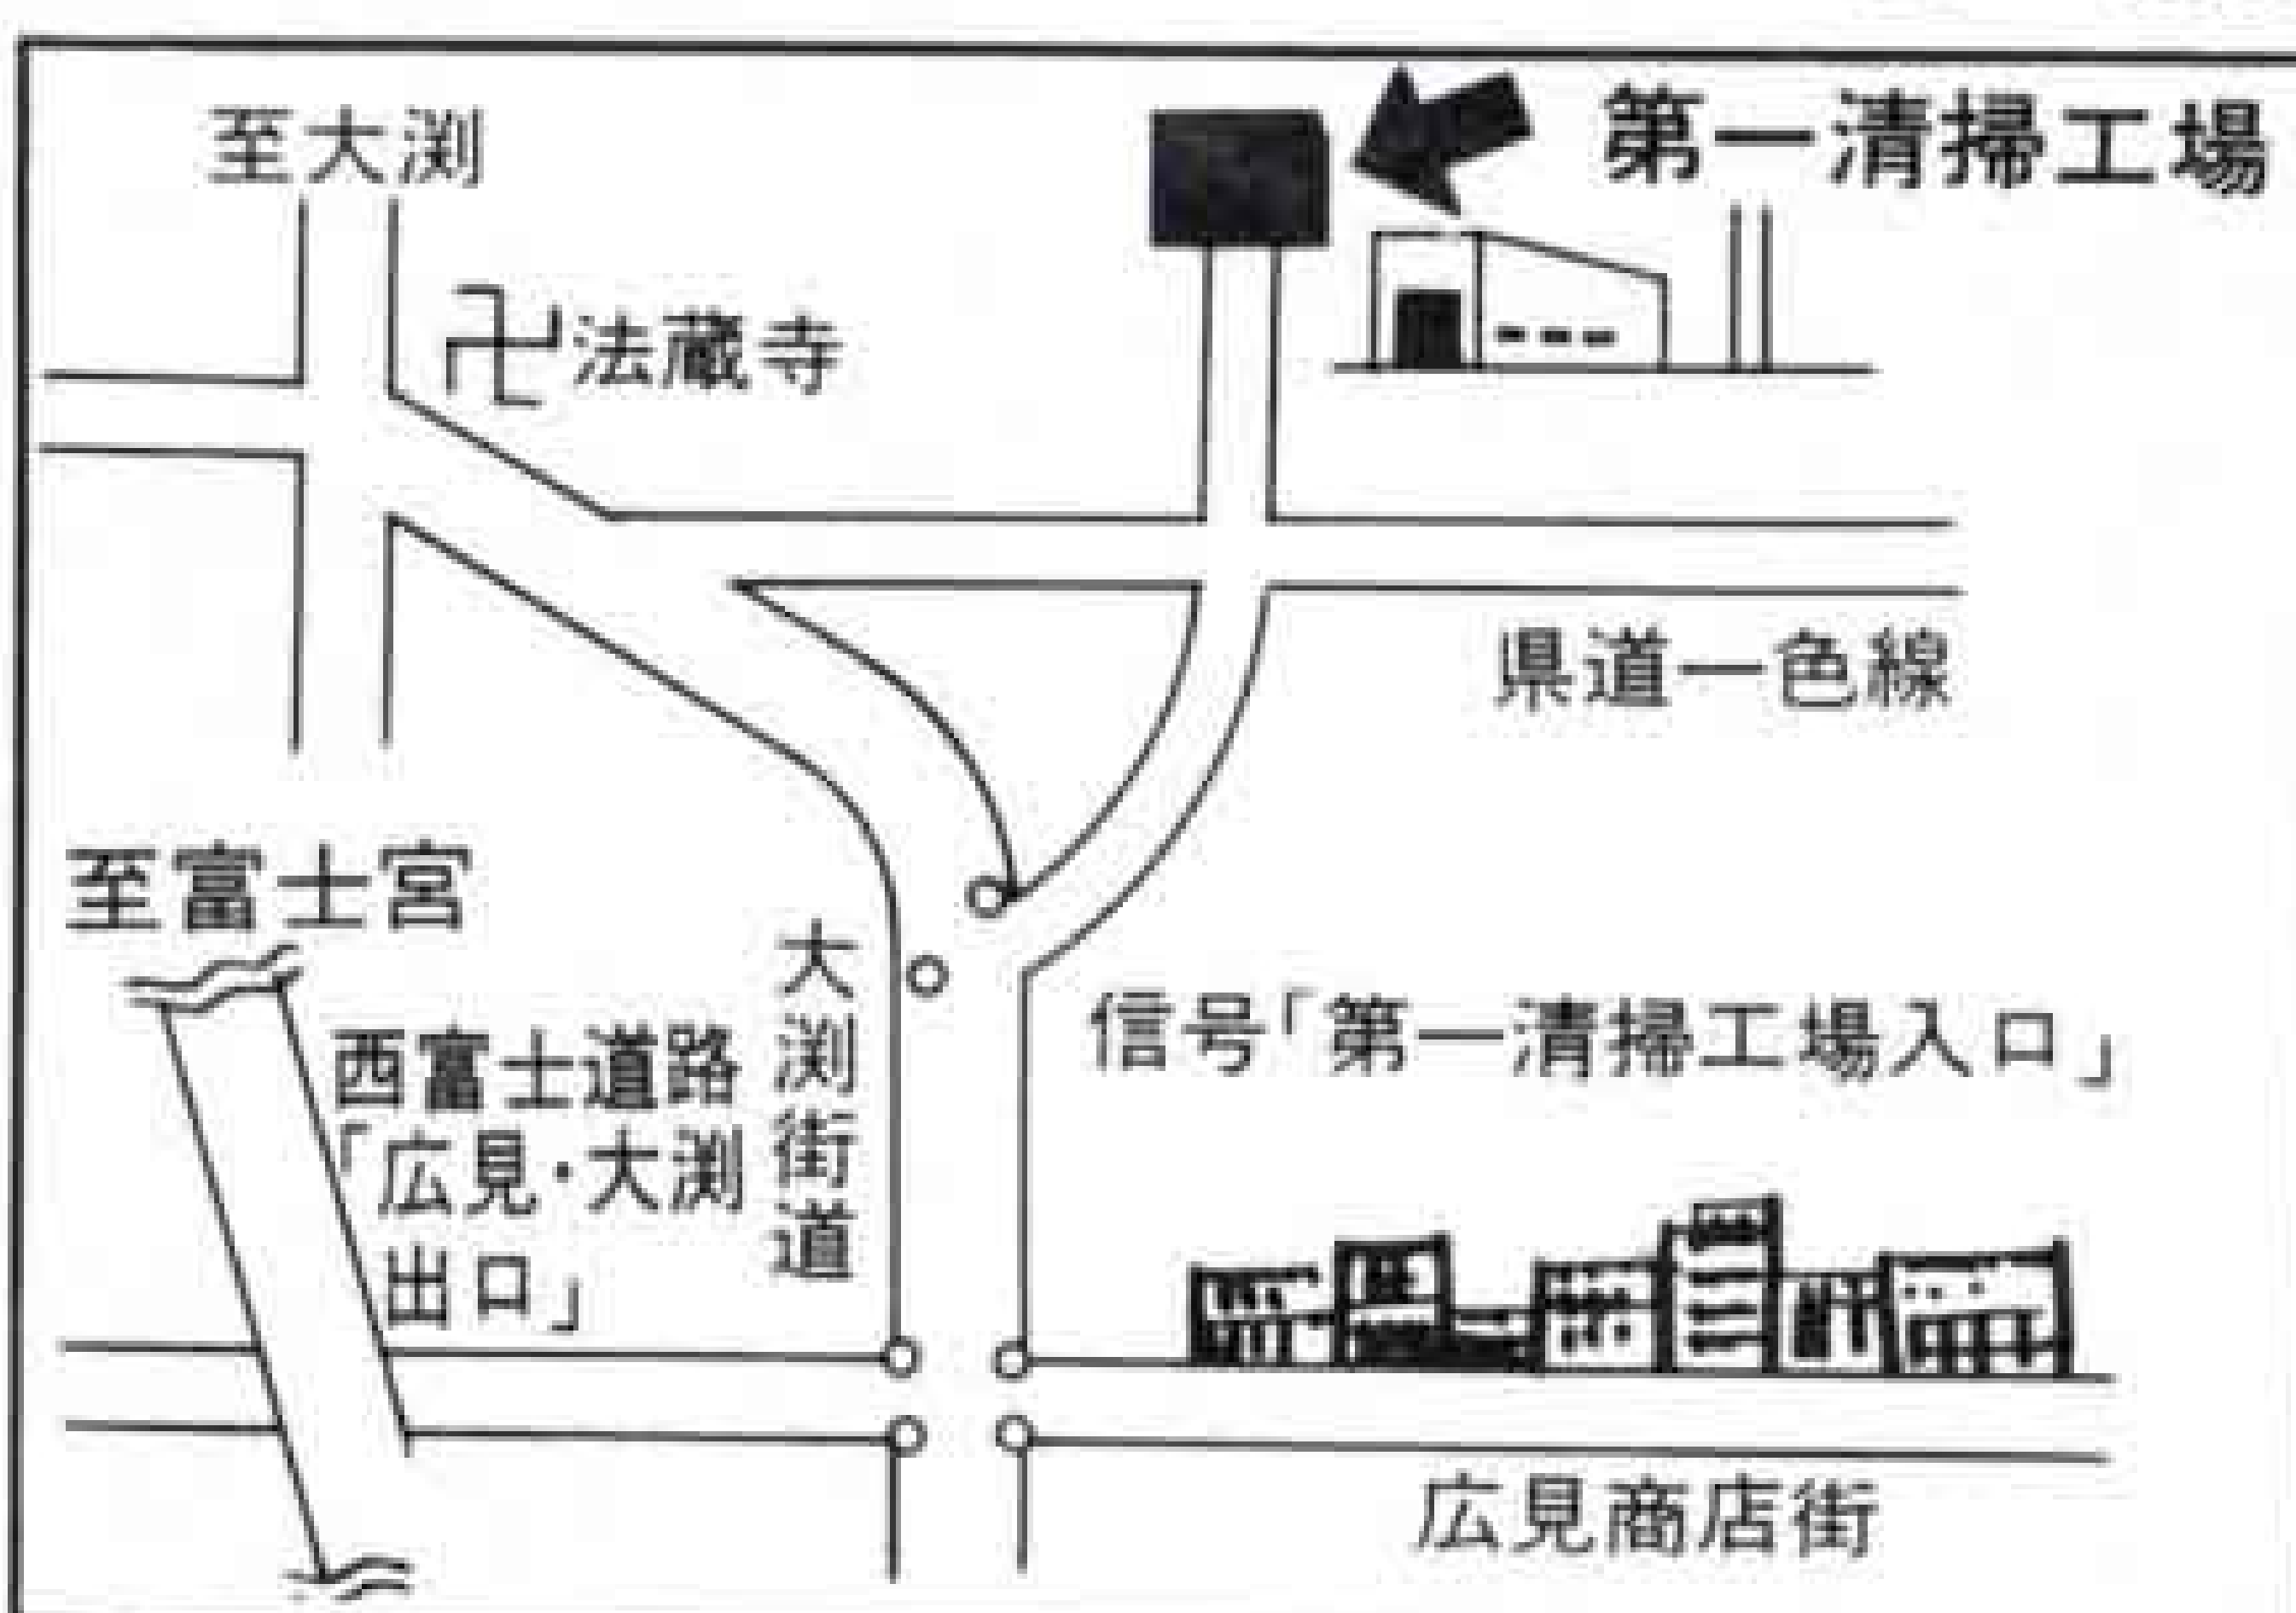 至大渕
第一清掃工場
法蔵寺
県道一色線
至富士宮
大渕街道
西富士道路
「広見・大渕
出口」
信号「第一清掃工場入口」
広見商店街